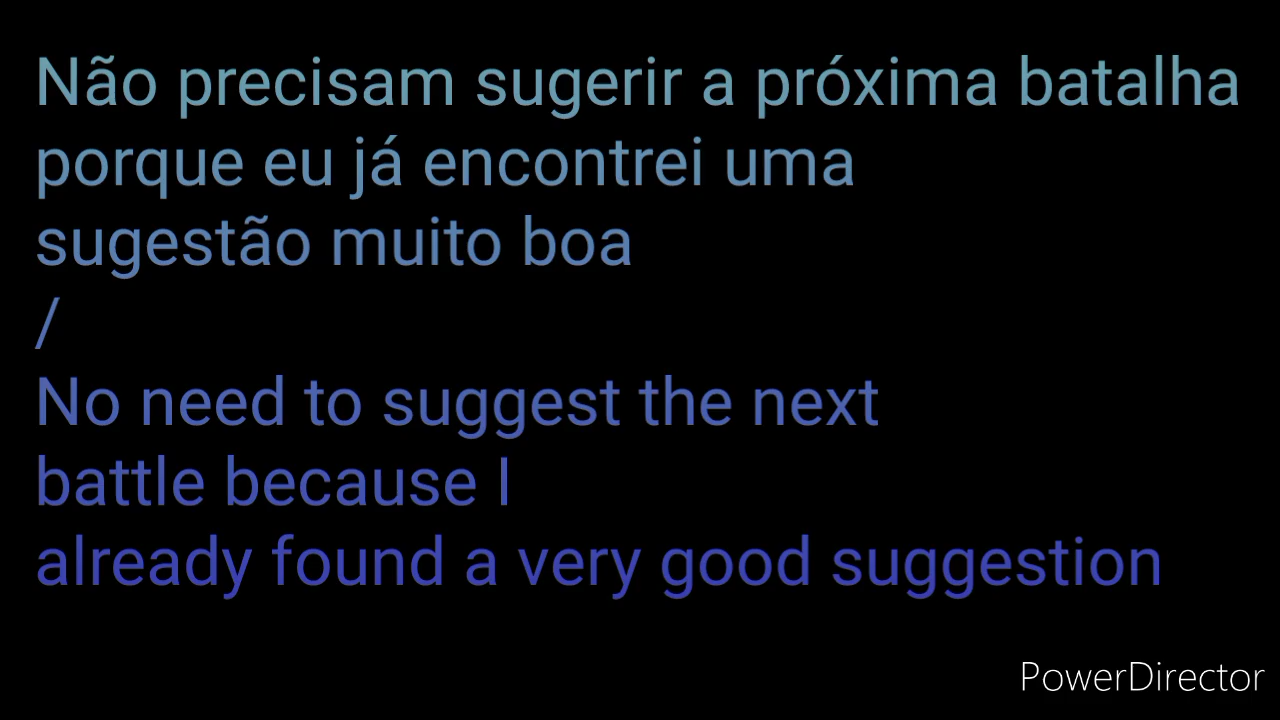 Não precisam sugerir a próxima batalha
porque eu já encontrei uma
sugestão muito boa
/
No need to suggest the next
battle because I
already found a very good suggestion
PowerDirector